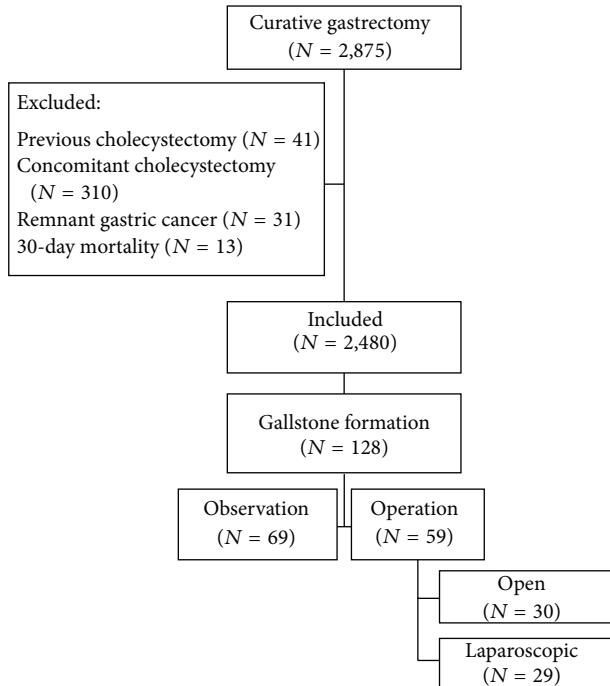 Curative gastrectomy
(N = 2,875)
Excluded:
Previous cholecystectomy (N = 41)
Concomitant cholecystectomy
(N = 310)
Remnant gastric cancer (N = 31)
30-day mortality (N = 13)
Included
(N = 2,480)
Gallstone formation
(N = 128)
Observation
(N = 69)
Operation
(N = 59)
Open
(N = 30)
Laparoscopic
(N = 29)